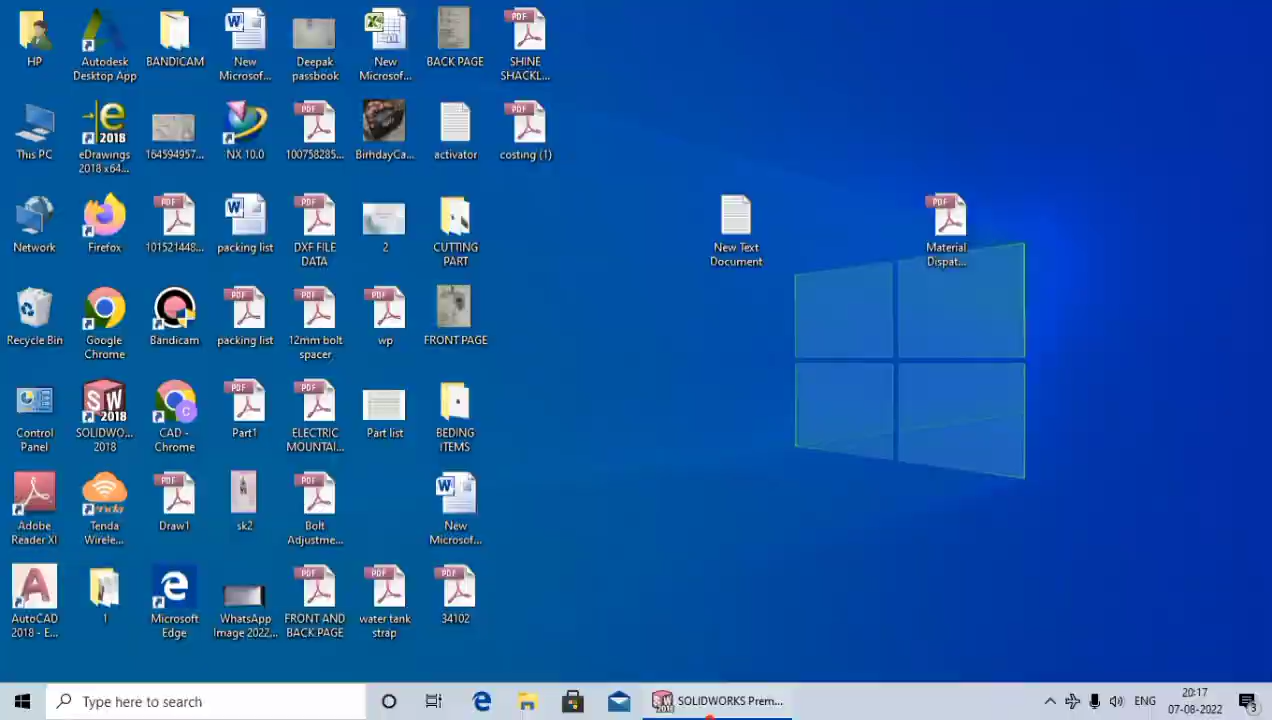 HP
Autodesk
Desktop App
BANDICAM
New
Microsof...
Deepak
passbook
New
Microsof...
BACK PAGE
SHINE
SHACKL...
This PC
eDrawings
2018 x64...
164594957...
NX 10.0
100758285...
BirhdayCa...
activator
costing (1)
Network
Firefox
101521448...
packing list
DXF FILE
DATA
2
CUTTING
PART
New Text
Document
Material
Dispat...
Recycle Bin
Google
Chrome
Bandicam
packing list
12mm bolt
spacer
wp
FRONT PAGE
Control
Panel
SOLIDWO...
2018
CAD -
Chrome
Part1
ELECTRIC
MOUNTAI...
Part list
BEDING
ITEMS
Adobe
Reader XI
Tenda
Wirele...
Draw1
sk2
Bolt
Adjustme...
New
Microsof...
AutoCAD
2018 - E...
1
Microsoft
Edge
WhatsApp
Image 2022...
FRONT AND
BACK PAGE
water tank
strap
34102
Type here to search
SOLIDWORKS Prem...
ENG
20:17
07-08-2022
3